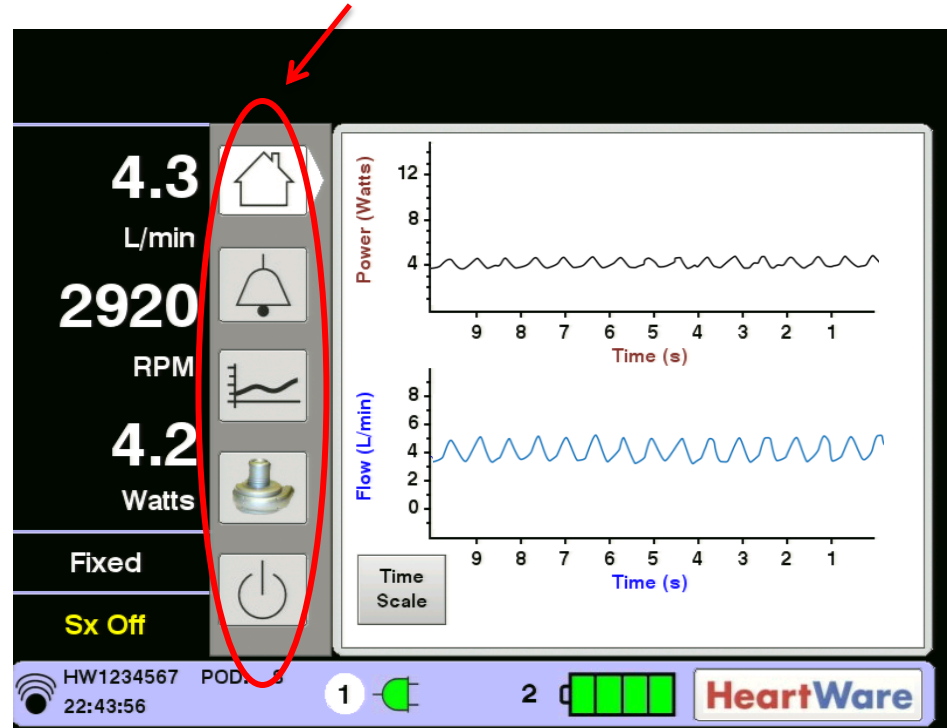 4.3
L/min
2920
RPM
4.2
Watts
Fixed
Sx Off
Power (Watts)
12
8
4
9 8 7 6 5 4 3 2 1
Time (s)
Flow (L/min)
8
6
4
2
0
9 8 7 6 5 4 3 2 1
Time (s)
Time
Scale
HW1234567 POD: 8
22:43:56
1
2
HeartWare